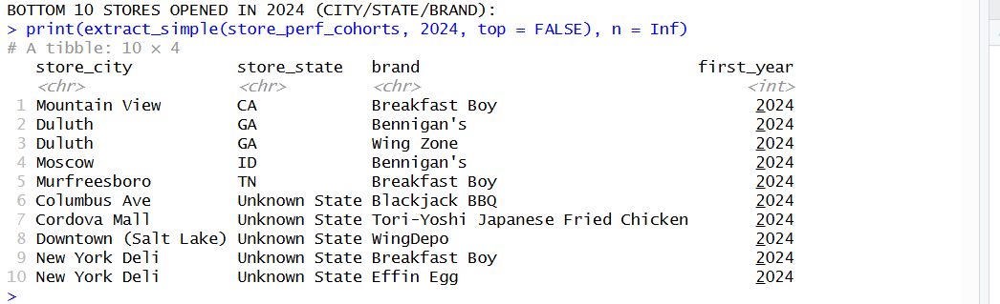 BOTTOM 10 STORES OPENED IN 2024 (CITY/STATE/BRAND):
> print(extract_simple(store_perf_cohorts, 2024, top = FALSE), n = Inf)
# A tibble: 10 × 4
store_city store_state brand first_year
<chr> <chr> <chr> <int>
1 Mountain View CA Breakfast Boy 2024
2 Duluth GA Bennigan's 2024
3 Duluth GA Wing Zone 2024
4 Moscow ID Bennigan's 2024
5 Murfreesboro TN Breakfast Boy 2024
6 Columbus Ave Unknown State Blackjack BBQ 2024
7 Cordova Mall Unknown State Tori-Yoshi Japanese Fried Chicken 2024
8 Downtown (Salt Lake) Unknown State WingDepo 2024
9 New York Deli Unknown State Breakfast Boy 2024
10 New York Deli Unknown State Effin Egg 2024
>